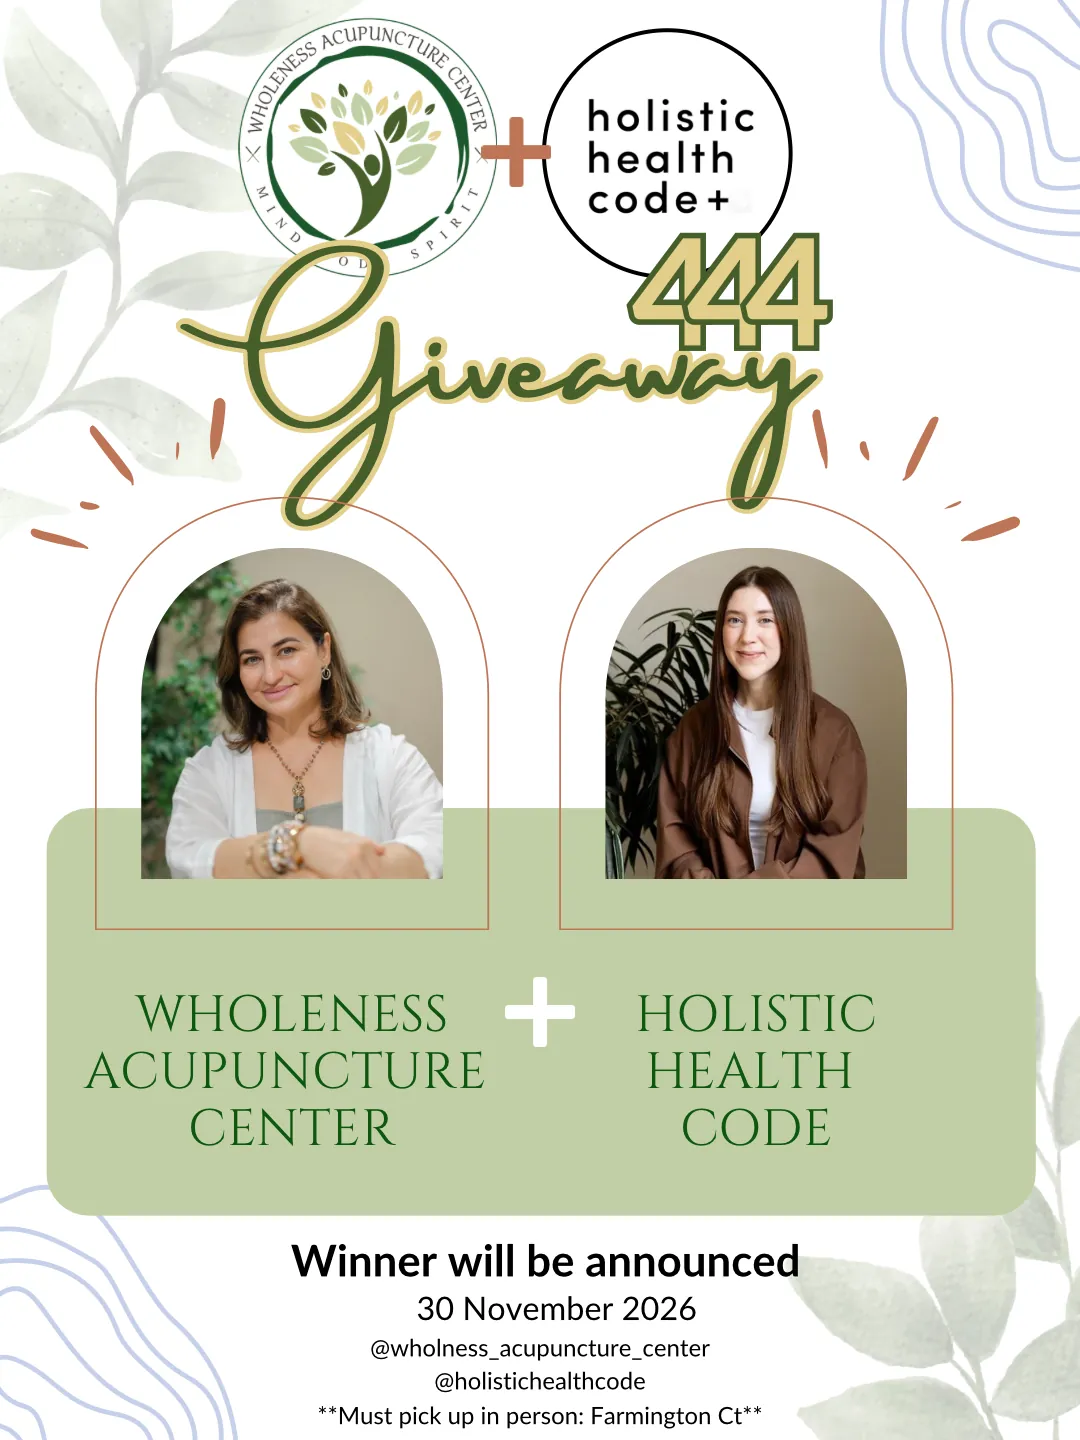 WHOLENESS ACUPUNCTURE CENTER
MIND OD SPIRIT
+
holistic
health
code+
444
Giveaway
WHOLENESS
ACUPUNCTURE
CENTER
+
HOLISTIC
HEALTH
CODE
Winner will be announced
30 November 2026
@wholness_acupuncture_center
@holistichealthcode
**Must pick up in person: Farmington Ct**